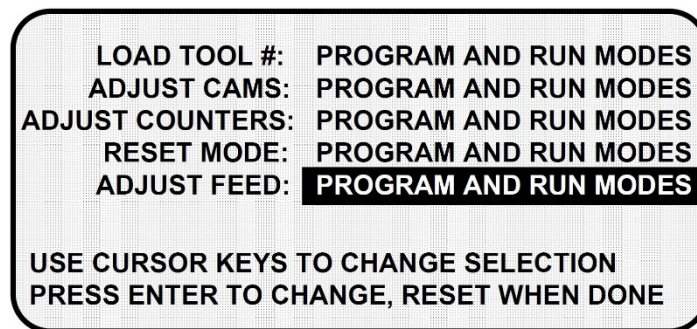 LOAD TOOL #: PROGRAM AND RUN MODES
ADJUST CAMS: PROGRAM AND RUN MODES
ADJUST COUNTERS: PROGRAM AND RUN MODES
RESET MODE: PROGRAM AND RUN MODES
ADJUST FEED: PROGRAM AND RUN MODES
USE CURSOR KEYS TO CHANGE SELECTION
PRESS ENTER TO CHANGE, RESET WHEN DONE